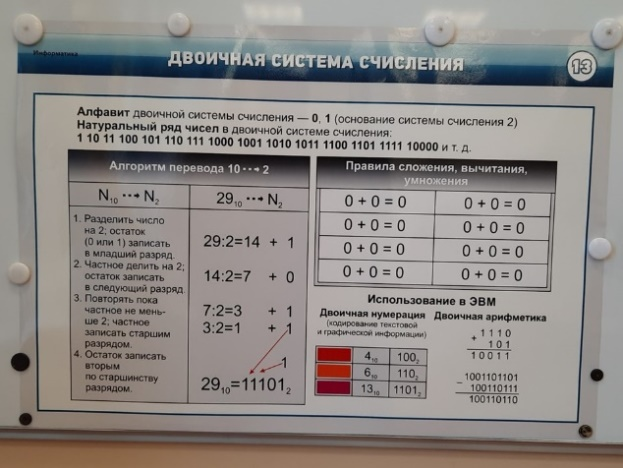 Информатика
ДВОИЧНАЯ СИСТЕМА СЧИСЛЕНИЯ
13
Алфавит двоичной системы счисления — 0, 1 (основание системы счисления 2)
Натуральный ряд чисел в двоичной системе счисления:
1 10 11 100 101 110 111 1000 1001 1010 1011 1100 1101 1111 10000 и т. д.
Алгоритм перевода 10 --→ 2
N₁₀ --→ N₂
29₁₀ --→ N₂
1. Разделить число
на 2; остаток
(0 или 1) записать
в младший разряд.
2. Частное делить на 2;
остаток записать
в следующий разряд.
3. Повторять пока
частное не мень-
ше 2; частное
записать старшим
разрядом.
4. Остаток записать
вторым
по старшинству
разрядом.
29:2=14 + 1
14:2=7 + 0
7:2=3 + 1
3:2=1 + 1
1
29₁₀=11101₂
Правила сложения, вычитания,
умножения
0 + 0 = 0 0 + 0 = 0
0 + 0 = 0 0 + 0 = 0
0 + 0 = 0 0 + 0 = 0
0 + 0 = 0 0 + 0 = 0
Использование в ЭВМ
Двоичная нумерация
(кодирование текстовой
и графической информации)
4₁₀ 100₂
6₁₀ 110₂
13₁₀ 1101₂
Двоичная арифметика
1110
+ 101
10011
1001101101
− 100110111
100110110